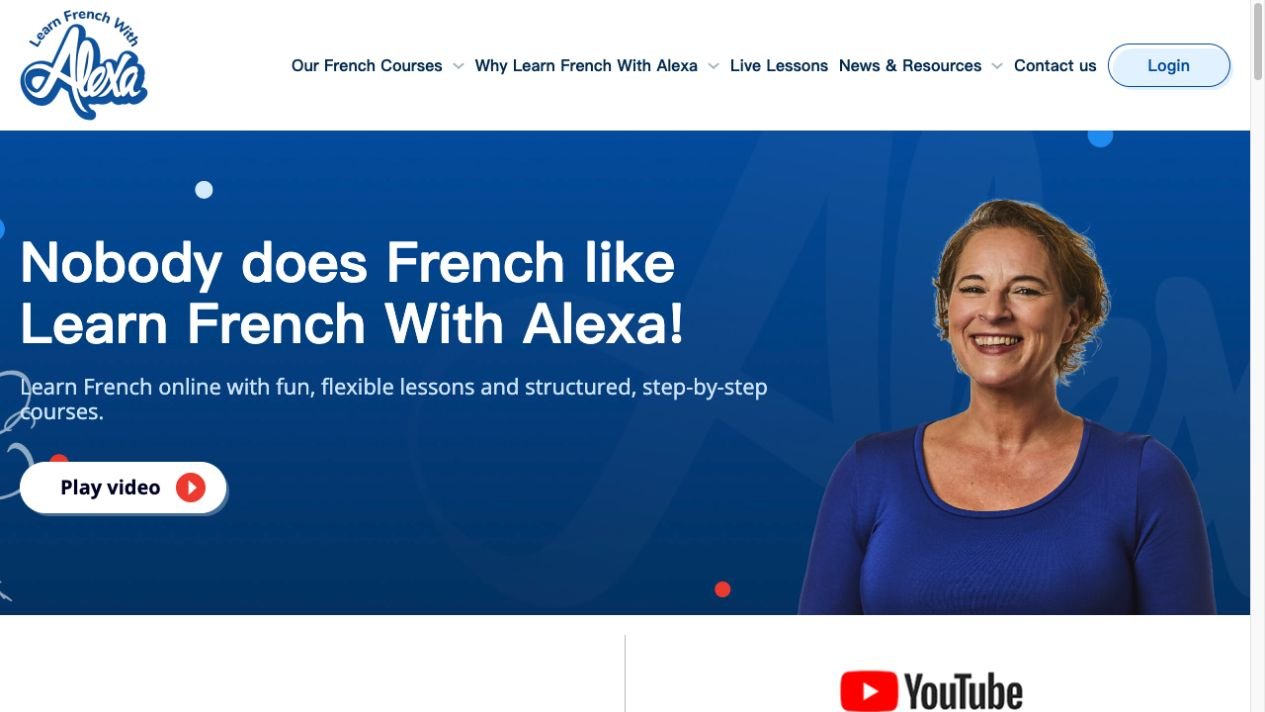 Learn French With
Alexa
Our French Courses
Why Learn French With Alexa
Live Lessons
News & Resources
Contact us
Login
Nobody does French like
Learn French With Alexa!
Learn French online with fun, flexible lessons and structured, step-by-step
courses.
Play video
YouTube